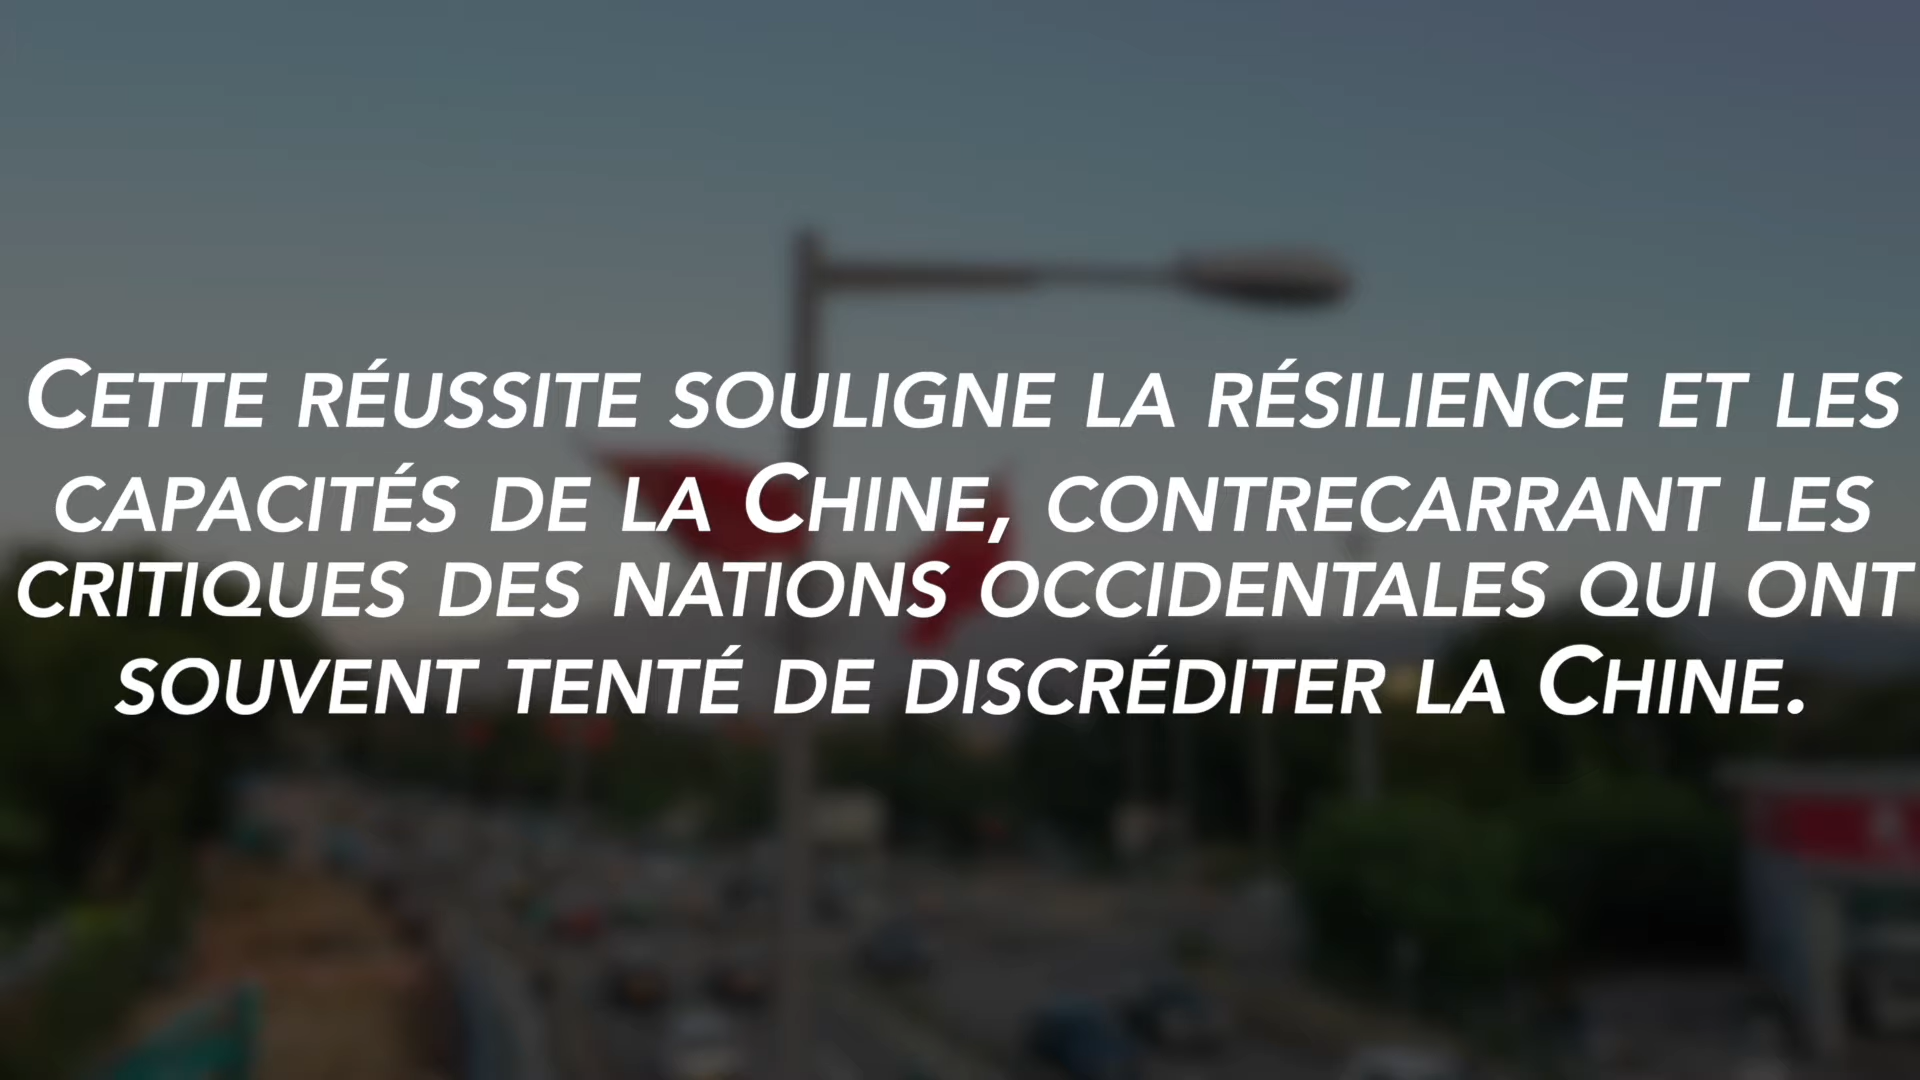 Cette réussite souligne la résilience et les
capacités de la Chine, contrecarrant les
critiques des nations occidentales qui ont
souvent tenté de discréditer la Chine.